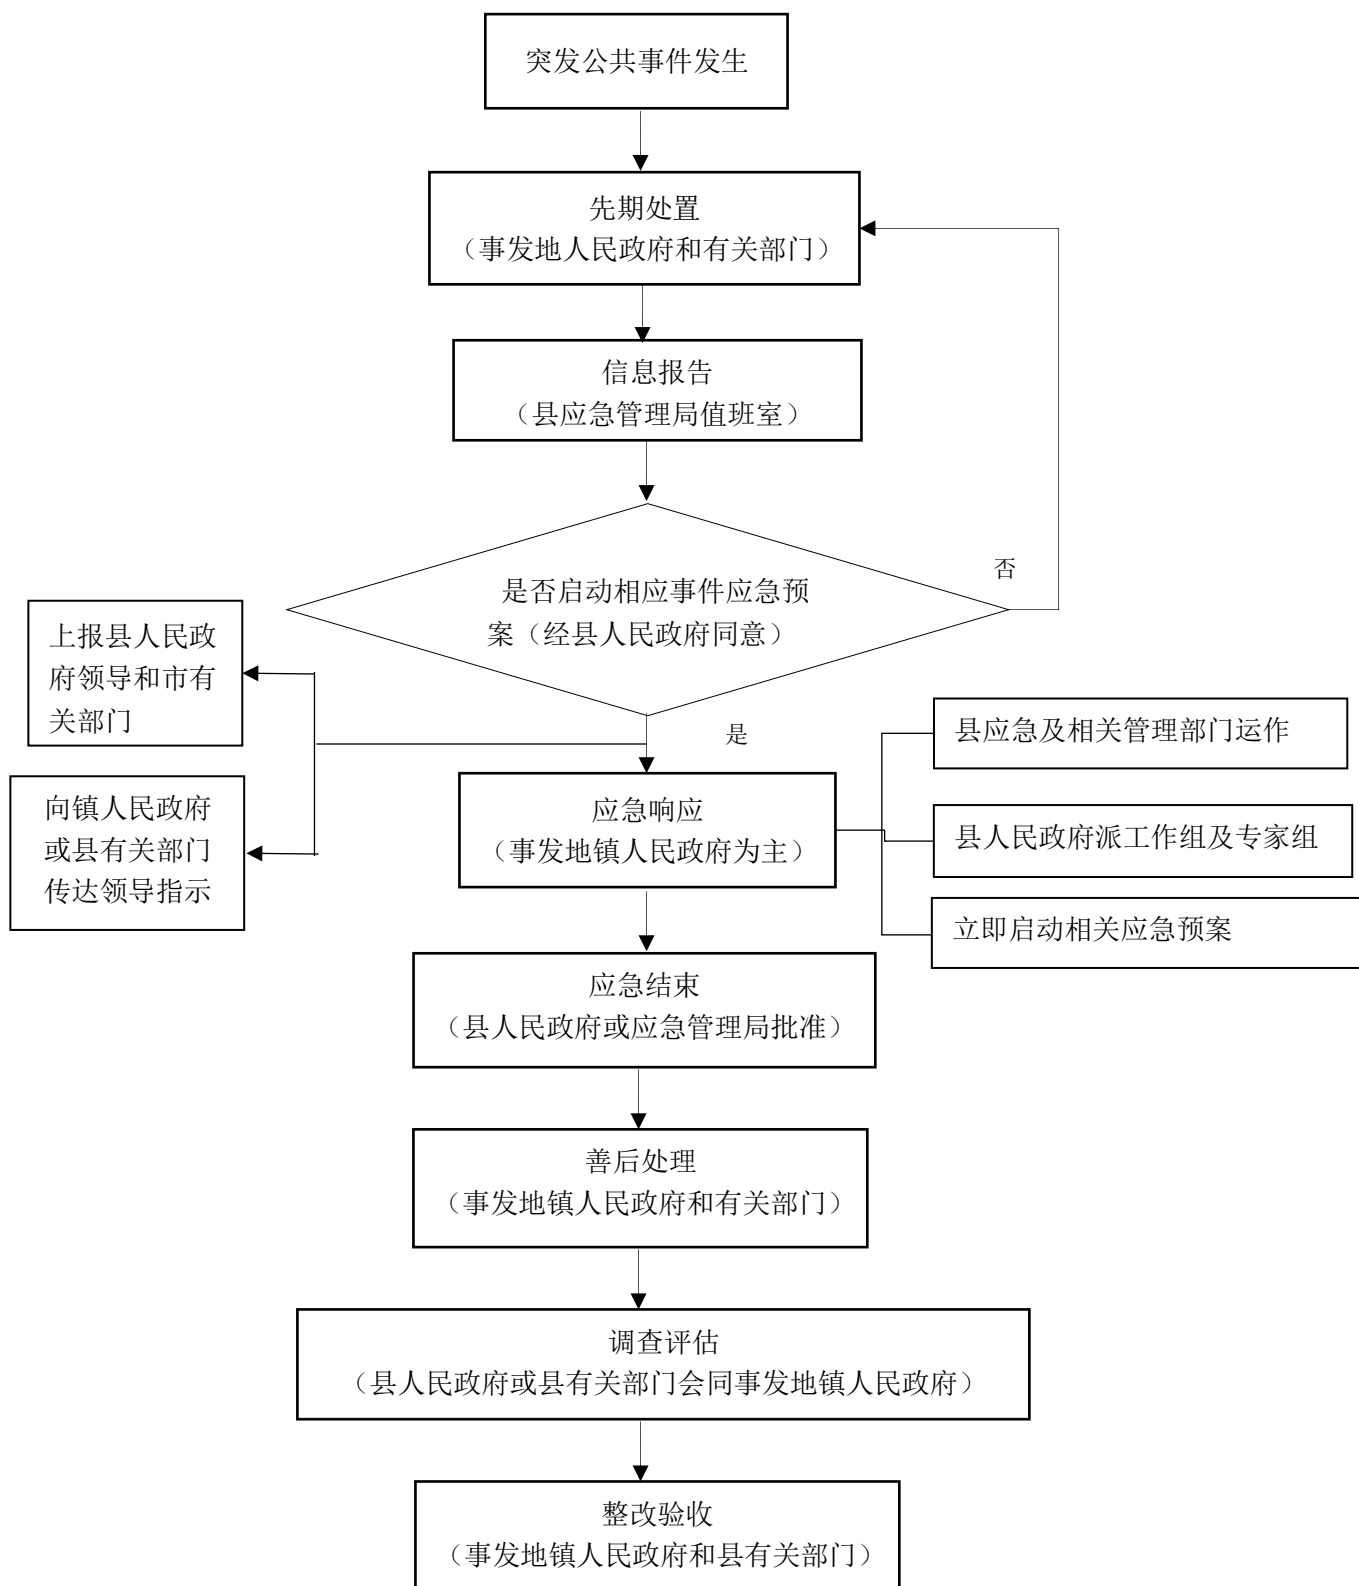 突发公共事件发生
先期处置
（事发地人民政府和有关部门）
信息报告
（县应急管理局值班室）
否
是否启动相应事件应急预
案（经县人民政府同意）
上报县人民政
府领导和市有
关部门
是
县应急及相关管理部门运作
向镇人民政府
或县有关部门
传达领导指示
应急响应
（事发地镇人民政府为主）
县人民政府派工作组及专家组
立即启动相关应急预案
应急结束
（县人民政府或应急管理局批准）
善后处理
（事发地镇人民政府和有关部门）
调查评估
（县人民政府或县有关部门会同事发地镇人民政府）
整改验收
（事发地镇人民政府和县有关部门）